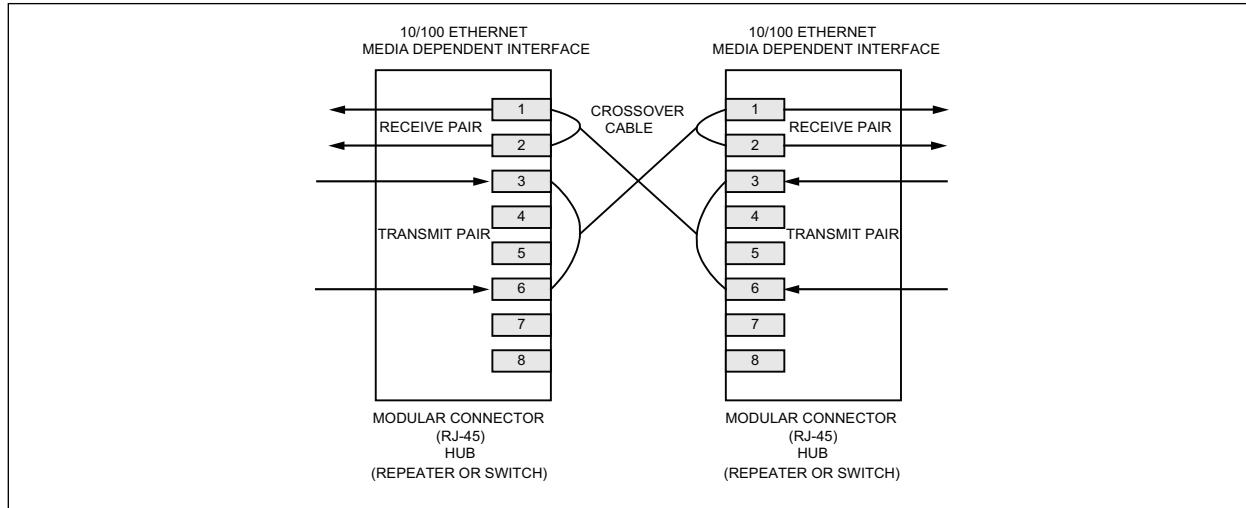 10/100 ETHERNET
MEDIA DEPENDENT INTERFACE
10/100 ETHERNET
MEDIA DEPENDENT INTERFACE
1
RECEIVE PAIR
2
3
4
TRANSMIT PAIR
5
6
7
8
CROSSOVER
CABLE
1
RECEIVE PAIR
2
3
4
TRANSMIT PAIR
5
6
7
8
MODULAR CONNECTOR
(RJ-45)
HUB
(REPEATER OR SWITCH)
MODULAR CONNECTOR
(RJ-45)
HUB
(REPEATER OR SWITCH)